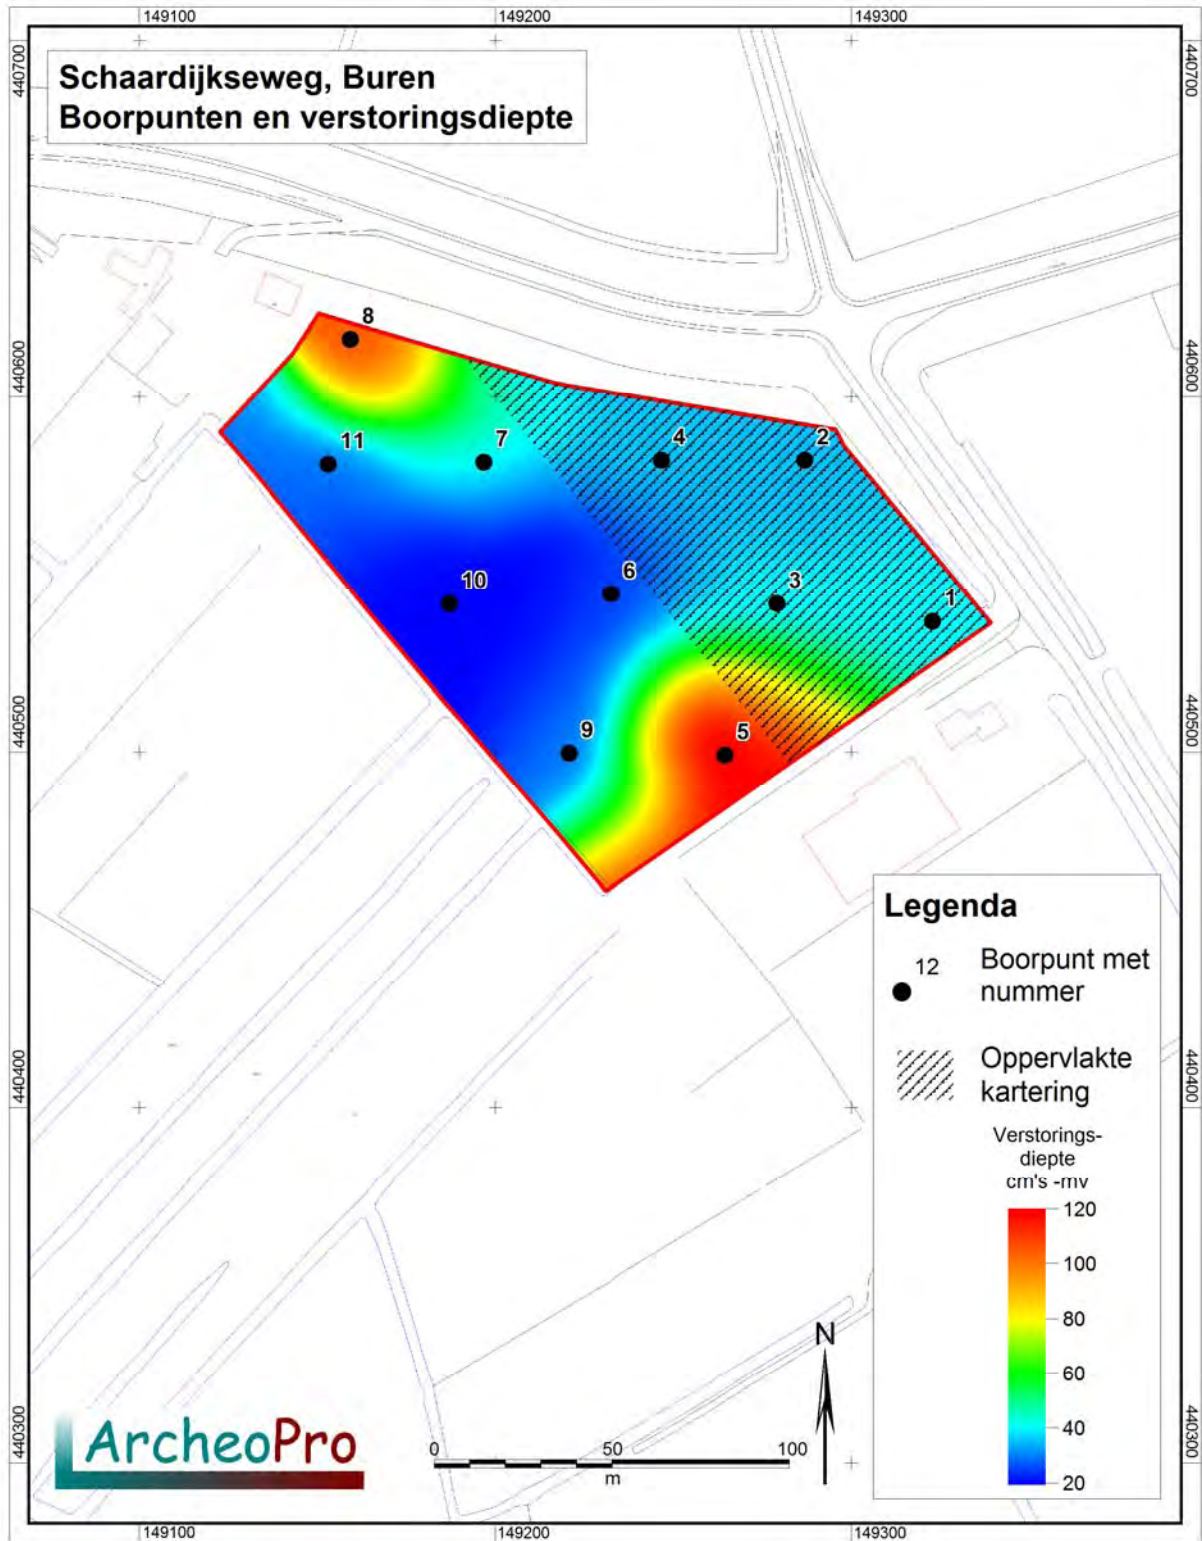 149100
149200
149300
440700
440700
Schaardijkseweg, Buren
Boorpunten en verstoringsdiepte
8
440600
440600
11
7
4
2
10
6
3
1
440500
440500
9
5
Legenda
12
Boorpunt met
nummer
Oppervlakte
kartering
440400
440400
Verstorings-
diepte
cm's -mv
120
100
80
60
40
20
N
ArcheoPro
0
50
100
m
440300
440300
149100
149200
149300